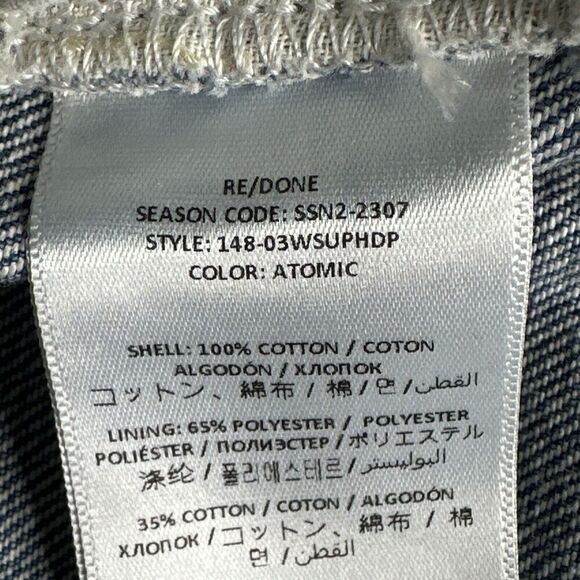 RE/DONE
SEASON CODE: SSN2-2307
STYLE: 148-03WSUPHDP
COLOR: ATOMIC
SHELL: 100% COTTON / COTON
ALGODÓN / ХЛОПОК
コットン、綿布 / 棉 / 면 / القطن
LINING: 65% POLYESTER / POLYESTER
POLIÉSTER / ПОЛИЭСТЕР / ポリエステル
涤纶 / 폴리에스테르 / البوليستر
35% COTTON / COTON / ALGODÓN
ХЛОПОК / コットン、綿布 / 棉
면 / القطن